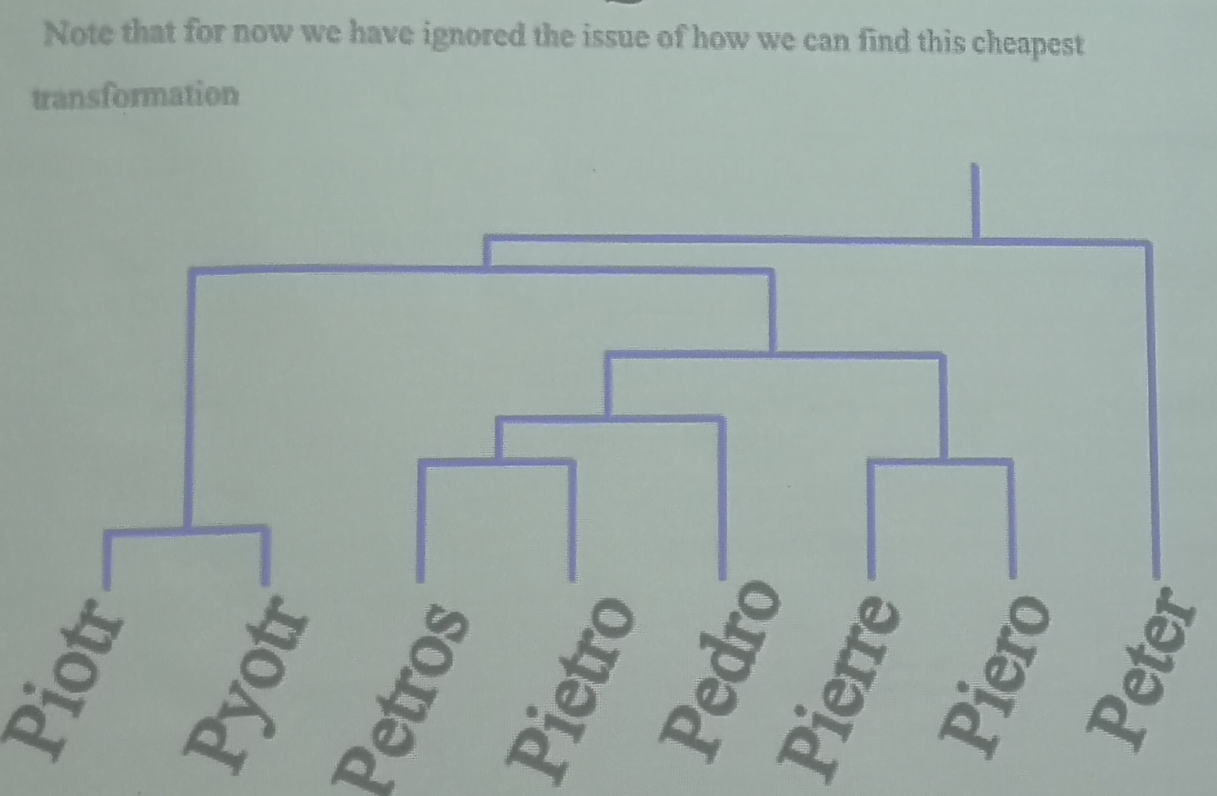 Note that for now we have ignored the issue of how we can find this cheapest
transformation
Piotr
Pyotr
Petros
Pietro
Pedro
Pierre
Piero
Peter